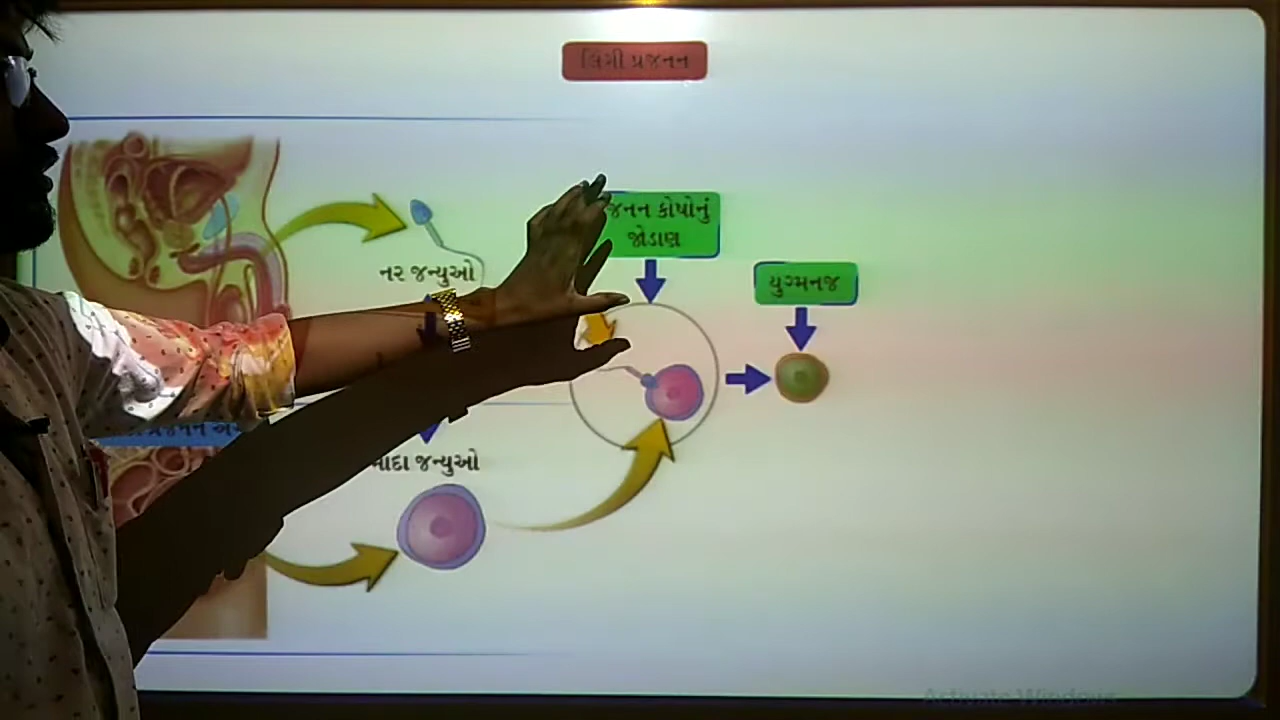 લિંગી પ્રજનન
જનન કોષોનું
જોડાણ
નર જન્યુઓ
યુગ્મનજ
માદા જન્યુઓ
Activate Windows